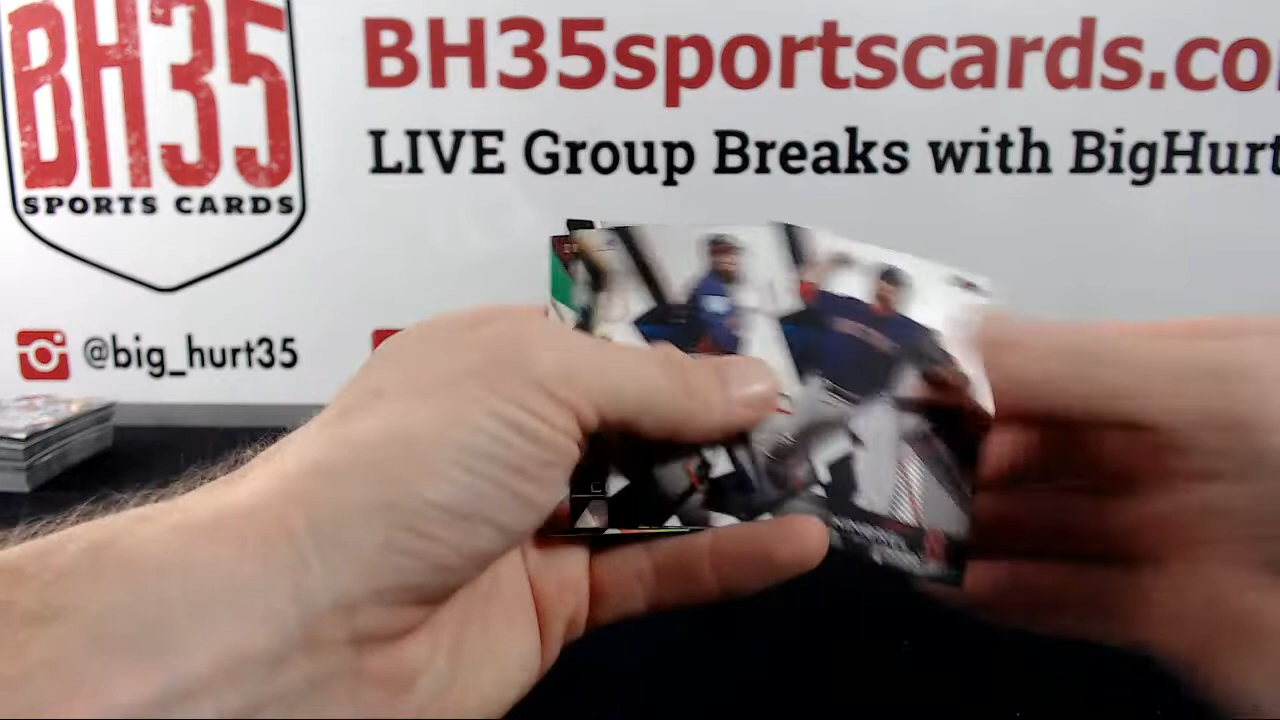 BH35
SPORTS CARDS
BH35sportscards.co
LIVE Group Breaks with BigHurt
@big_hurt35